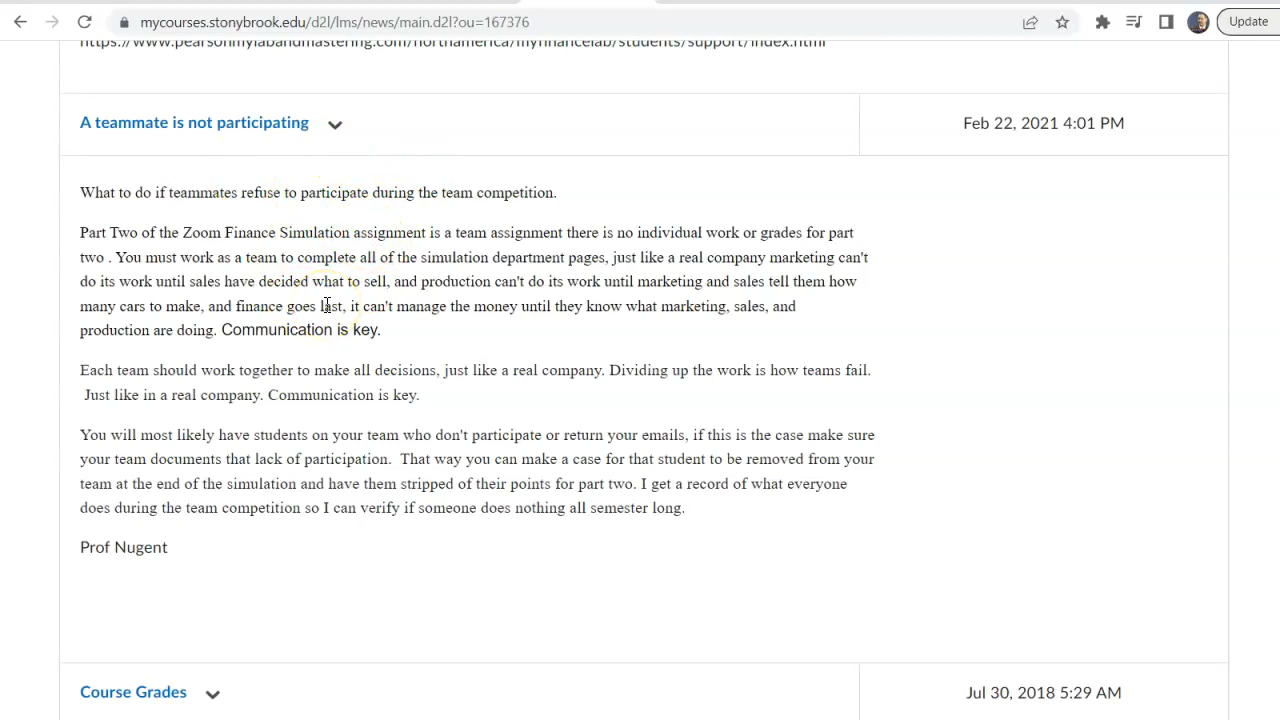 mycourses.stonybrook.edu/d2l/lms/news/main.d2l?ou=167376
Update
https://www.pearsonmylabandmastering.com/northamerica/myfinancelab/students/support/index.html
A teammate is not participating
Feb 22, 2021 4:01 PM
What to do if teammates refuse to participate during the team competition.
Part Two of the Zoom Finance Simulation assignment is a team assignment there is no individual work or grades for part
two . You must work as a team to complete all of the simulation department pages, just like a real company marketing can't
do its work until sales have decided what to sell, and production can't do its work until marketing and sales tell them how
many cars to make, and finance goes last, it can't manage the money until they know what marketing, sales, and
production are doing. Communication is key.
Each team should work together to make all decisions, just like a real company. Dividing up the work is how teams fail.
Just like in a real company. Communication is key.
You will most likely have students on your team who don't participate or return your emails, if this is the case make sure
your team documents that lack of participation.  That way you can make a case for that student to be removed from your
team at the end of the simulation and have them stripped of their points for part two. I get a record of what everyone
does during the team competition so I can verify if someone does nothing all semester long.
Prof Nugent
Course Grades
Jul 30, 2018 5:29 AM